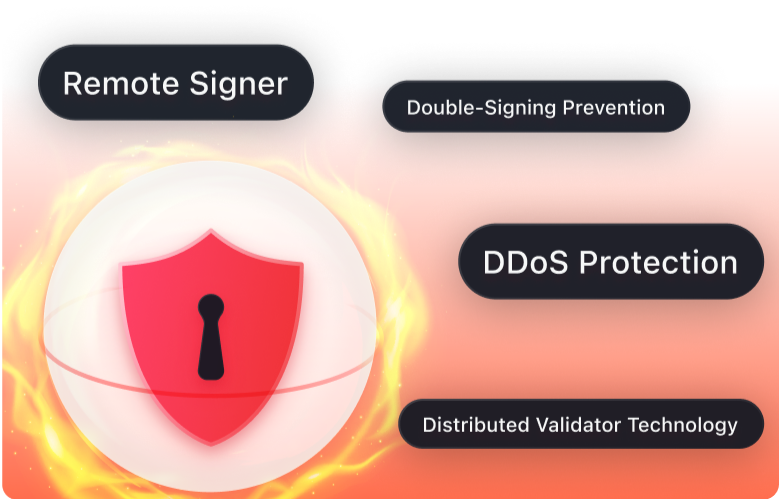 Remote Signer
Double-Signing Prevention
DDoS Protection
Distributed Validator Technology